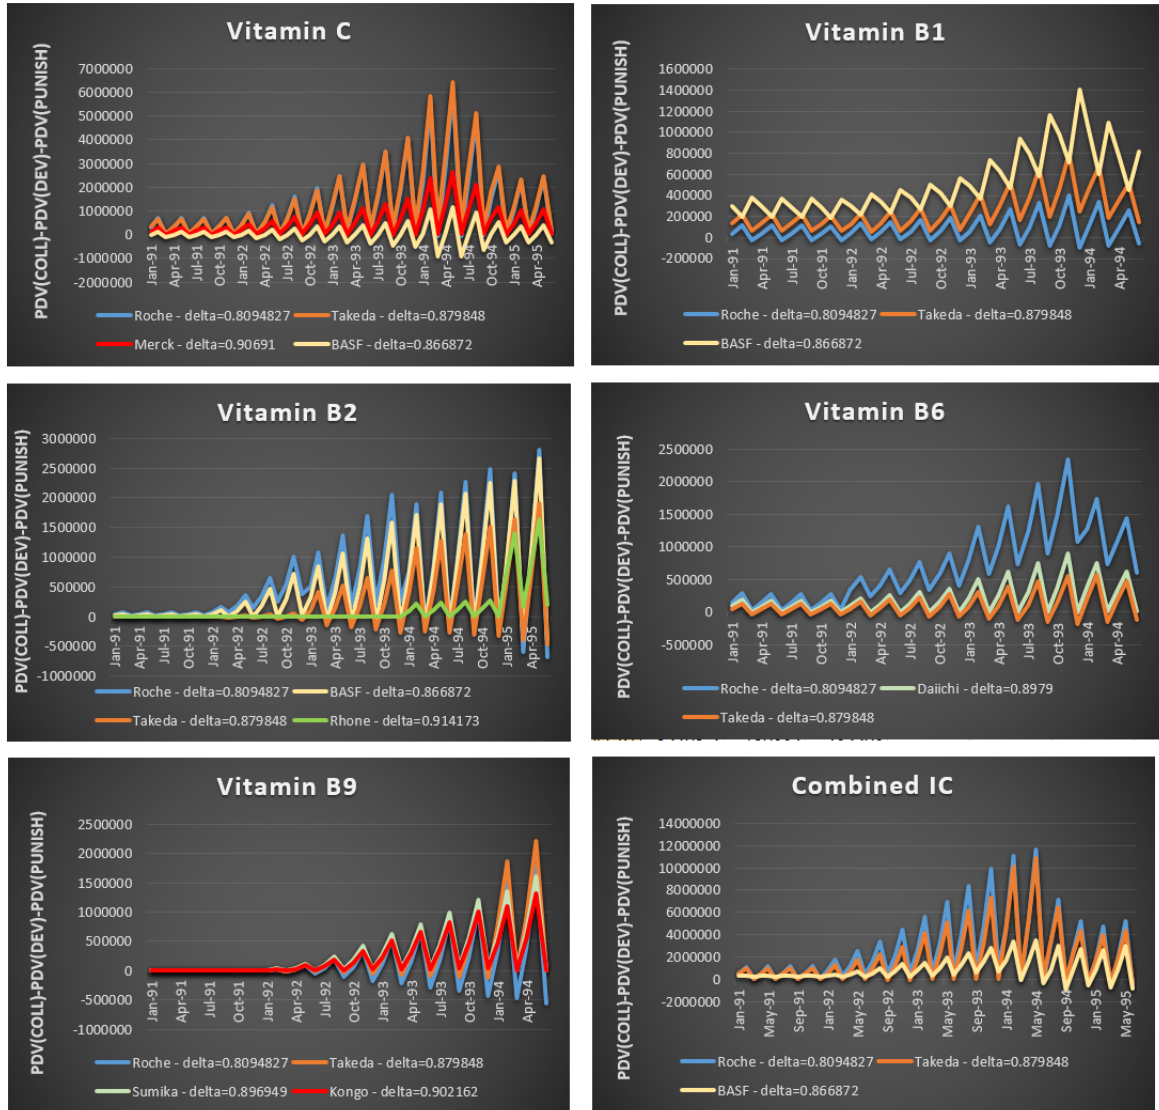 Vitamin C
PDV(COLL)-PDV(DEV)-PDV(PUNISH)
7000000
6000000
5000000
4000000
3000000
2000000
1000000
0
-1000000
-2000000
Jan-91 Apr-91 Jul-91 Oct-91 Jan-92 Apr-92 Jul-92 Oct-92 Jan-93 Apr-93 Jul-93 Oct-93 Jan-94 Apr-94 Jul-94 Oct-94 Jan-95 Apr-95
Roche - delta=0.8094827 Takeda - delta=0.879848
Merck - delta=0.90691 BASF - delta=0.866872
Vitamin B1
PDV(COLL)-PDV(DEV)-PDV(PUNISH)
1600000
1400000
1200000
1000000
800000
600000
400000
200000
0
-200000
Jan-91 Apr-91 Jul-91 Oct-91 Jan-92 Apr-92 Jul-92 Oct-92 Jan-93 Apr-93 Jul-93 Oct-93 Jan-94 Apr-94
Roche - delta=0.8094827 Takeda - delta=0.879848
BASF - delta=0.866872
Vitamin B2
PDV(COLL)-PDV(DEV)-PDV(PUNISH)
3000000
2500000
2000000
1500000
1000000
500000
0
-500000
-1000000
Jan-91 Apr-91 Jul-91 Oct-91 Jan-92 Apr-92 Jul-92 Oct-92 Jan-93 Apr-93 Jul-93 Oct-93 Jan-94 Apr-94 Jul-94 Oct-94 Jan-95 Apr-95
Roche - delta=0.8094827 BASF - delta=0.866872
Takeda - delta=0.879848 Rhone - delta=0.914173
Vitamin B6
PDV(COLL)-PDV(DEV)-PDV(PUNISH)
2500000
2000000
1500000
1000000
500000
0
-500000
Jan-91 Apr-91 Jul-91 Oct-91 Jan-92 Apr-92 Jul-92 Oct-92 Jan-93 Apr-93 Jul-93 Oct-93 Jan-94 Apr-94
Roche - delta=0.8094827 Daiichi - delta=0.8979
Takeda - delta=0.879848
Vitamin B9
PDV(COLL)-PDV(DEV)-PDV(PUNISH)
2500000
2000000
1500000
1000000
500000
0
-500000
-1000000
Jan-91 Apr-91 Jul-91 Oct-91 Jan-92 Apr-92 Jul-92 Oct-92 Jan-93 Apr-93 Jul-93 Oct-93 Jan-94 Apr-94
Roche - delta=0.8094827 Takeda - delta=0.879848
Sumika - delta=0.896949 Kongo - delta=0.902162
Combined IC
PDV(COLL)-PDV(DEV)-PDV(PUNISH)
14000000
12000000
10000000
8000000
6000000
4000000
2000000
0
-2000000
Jan-91 May-91 Sep-91 Jan-92 May-92 Sep-92 Jan-93 May-93 Sep-93 Jan-94 May-94 Sep-94 Jan-95 May-95
Roche - delta=0.8094827 Takeda - delta=0.879848
BASF - delta=0.866872